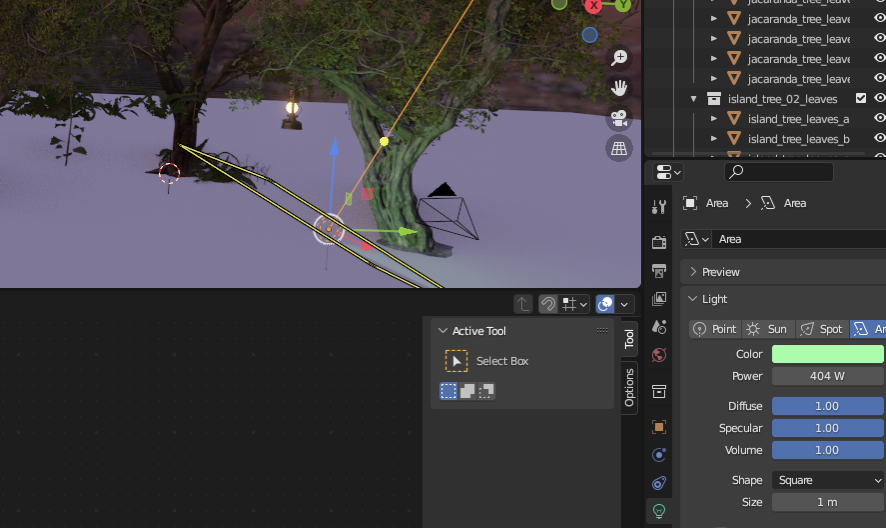 X
Y
jacaranda_tree_leave
jacaranda_tree_leave
jacaranda_tree_leave
jacaranda_tree_leave
island_tree_02_leaves
island_tree_leaves_a
island_tree_leaves_b
Area
Area
Area
Preview
Light
Point
Sun
Spot
Ar
Color
Power
404 W
Diffuse
1.00
Specular
1.00
Volume
1.00
Shape
Square
Size
1 m
Active Tool
Select Box
Tool
Options